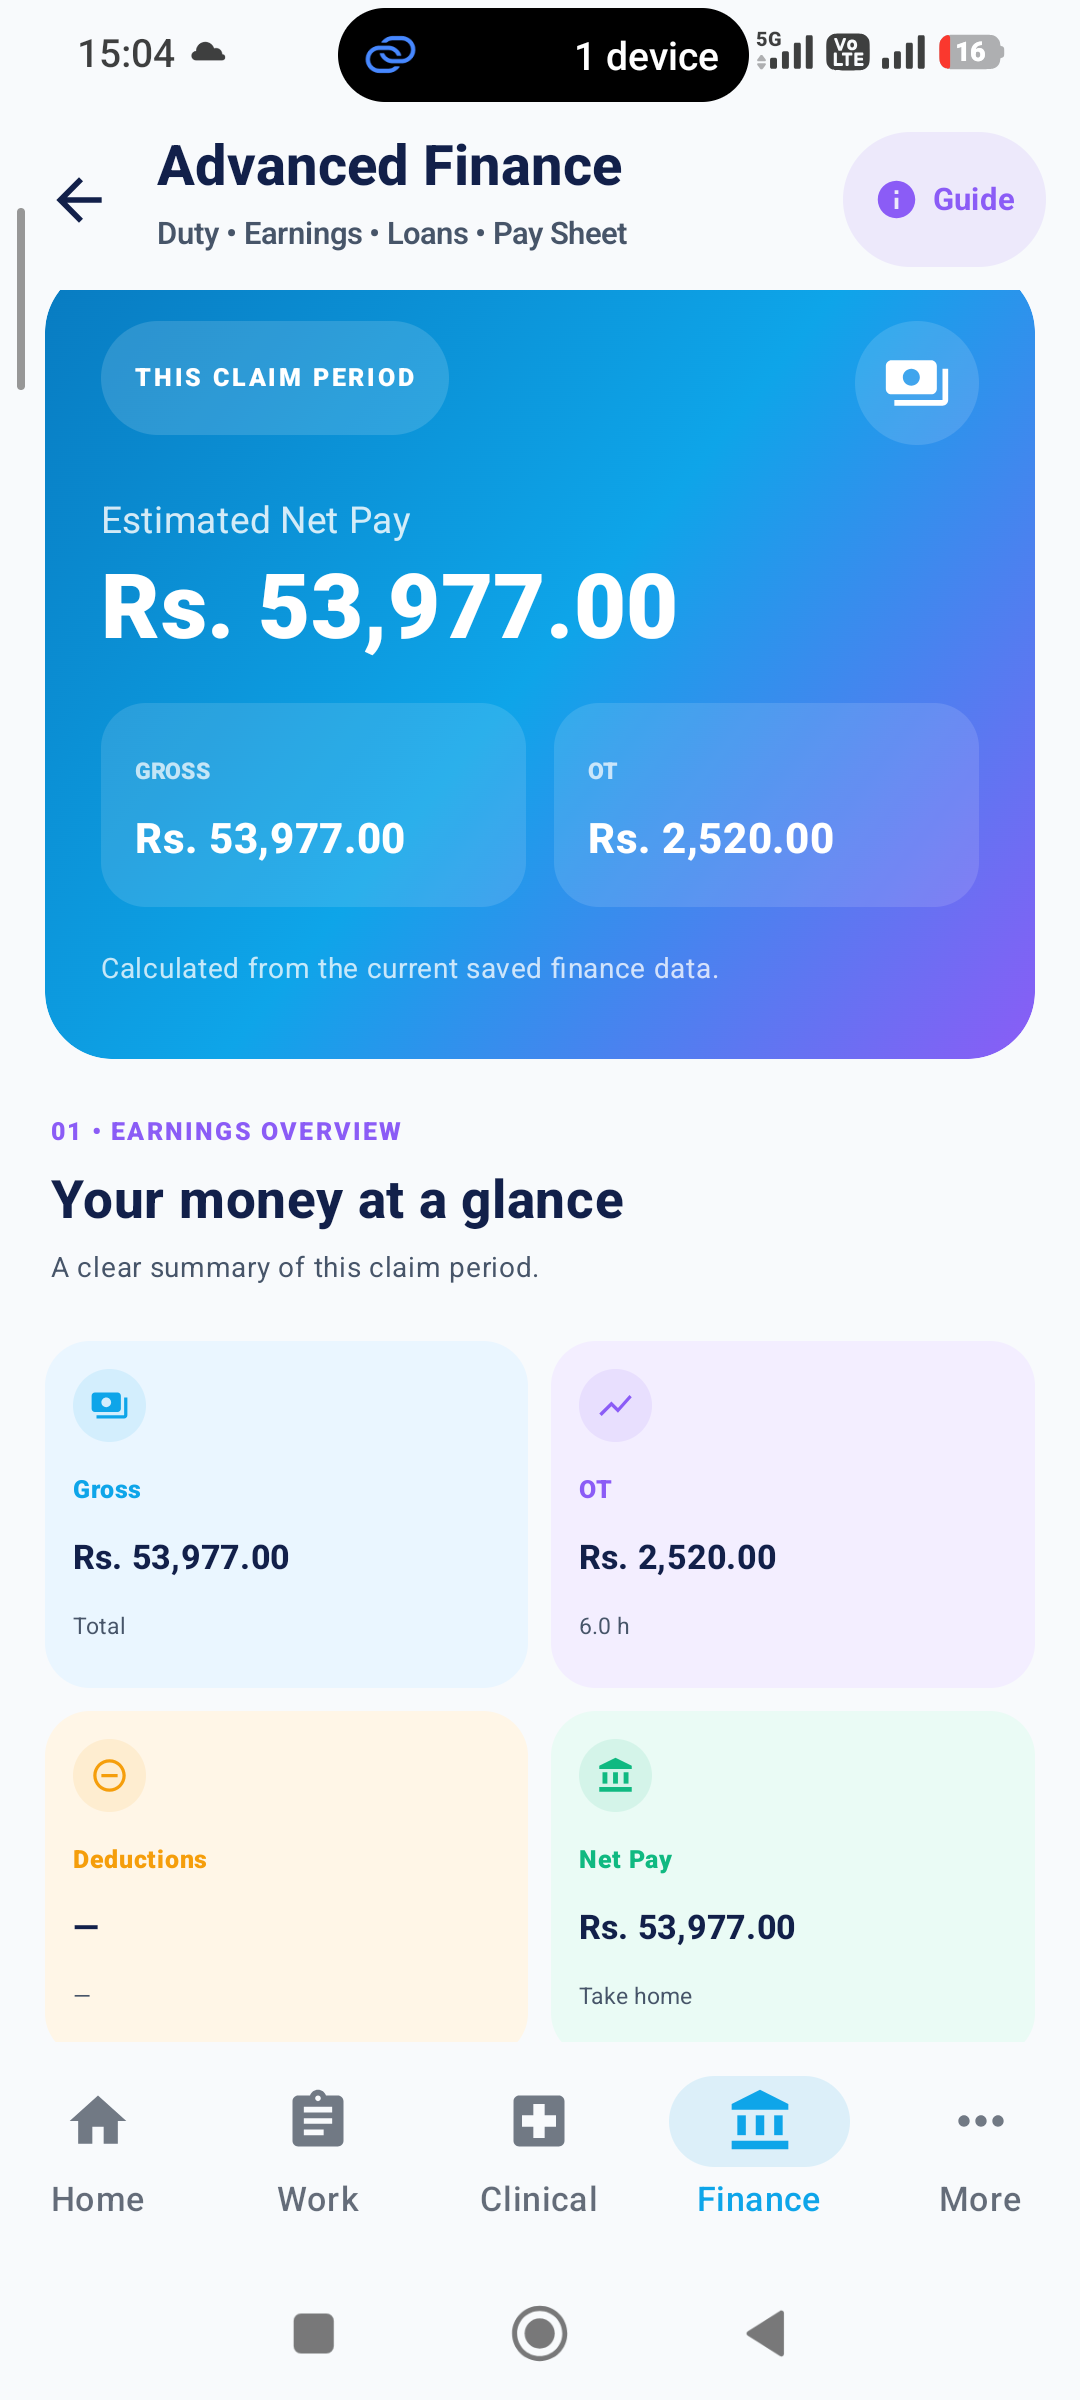 15:04
1 device
5G
Vo
LTE
16
Advanced Finance
Duty • Earnings • Loans • Pay Sheet
Guide
THIS CLAIM PERIOD
Estimated Net Pay
Rs. 53,977.00
GROSS
Rs. 53,977.00
OT
Rs. 2,520.00
Calculated from the current saved finance data.
01 • EARNINGS OVERVIEW
Your money at a glance
A clear summary of this claim period.
Gross
Rs. 53,977.00
Total
OT
Rs. 2,520.00
6.0 h
Deductions
—
—
Net Pay
Rs. 53,977.00
Take home
Home
Work
Clinical
Finance
More